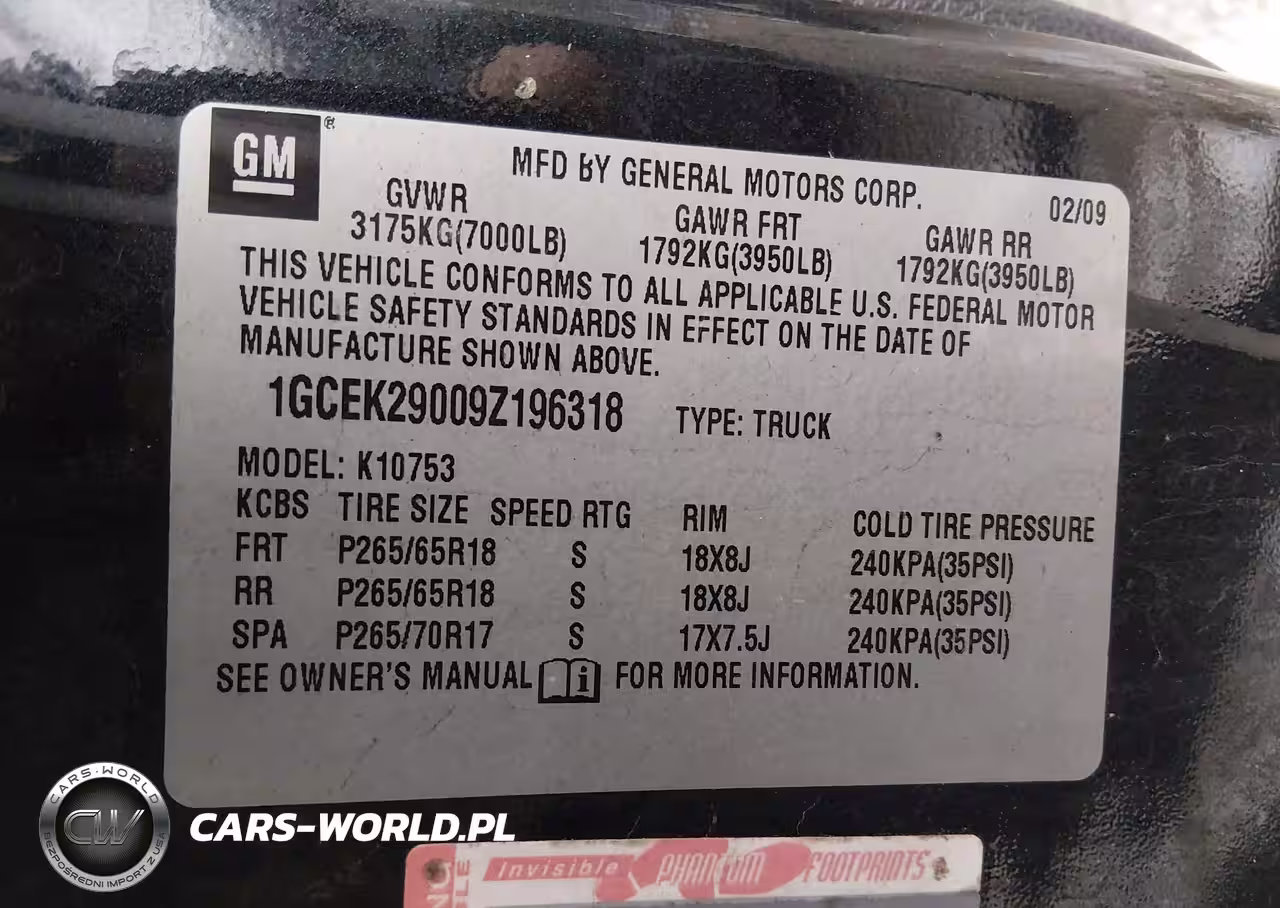 GM ®
MFD BY GENERAL MOTORS CORP.
02/09
GVWR GAWR FRT GAWR RR
3175KG(7000LB) 1792KG(3950LB) 1792KG(3950LB)
THIS VEHICLE CONFORMS TO ALL APPLICABLE U.S. FEDERAL MOTOR
VEHICLE SAFETY STANDARDS IN EFFECT ON THE DATE OF
MANUFACTURE SHOWN ABOVE.
1GCEK29009Z196318 TYPE: TRUCK
MODEL: K10753
KCBS TIRE SIZE SPEED RTG RIM COLD TIRE PRESSURE
FRT P265/65R18 S 18X8J 240KPA(35PSI)
RR P265/65R18 S 18X8J 240KPA(35PSI)
SPA P265/70R17 S 17X7.5J 240KPA(35PSI)
SEE OWNER'S MANUAL i FOR MORE INFORMATION.
CARS-WORLD
CW
BEZPOŚREDNI IMPORT Z USA
CARS-WORLD.PL
Invisible PHANTOM FOOTPRINTS